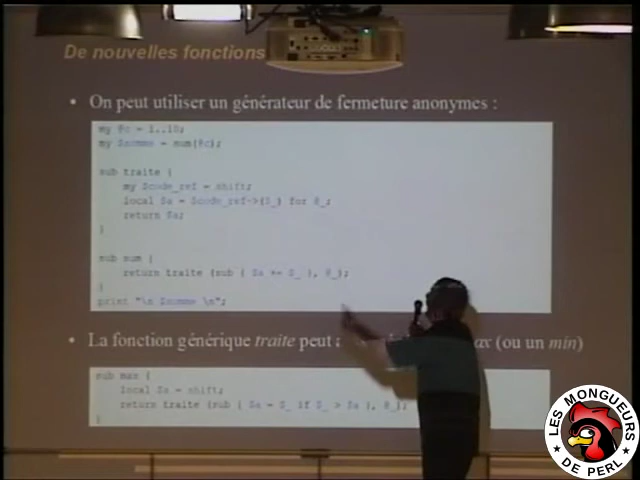 De nouvelles fonctions
• On peut utiliser un générateur de fermeture anonymes :
my @c = 1..10;
my $somme = sum(@c);
sub traite {
my $code_ref = shift;
local $a = $code_ref->($_) for @_;
return $a;
}
sub sum {
return traite (sub { $a += $_ }, @_);
}
print "\n $somme \n";
• La fonction générique traite peut ax (ou un min)
sub max {
local $a = shift;
return traite (sub { $a = $_ if $_ > $a }, @_);
}
LES MONGUEURS
★ DE PERL ★